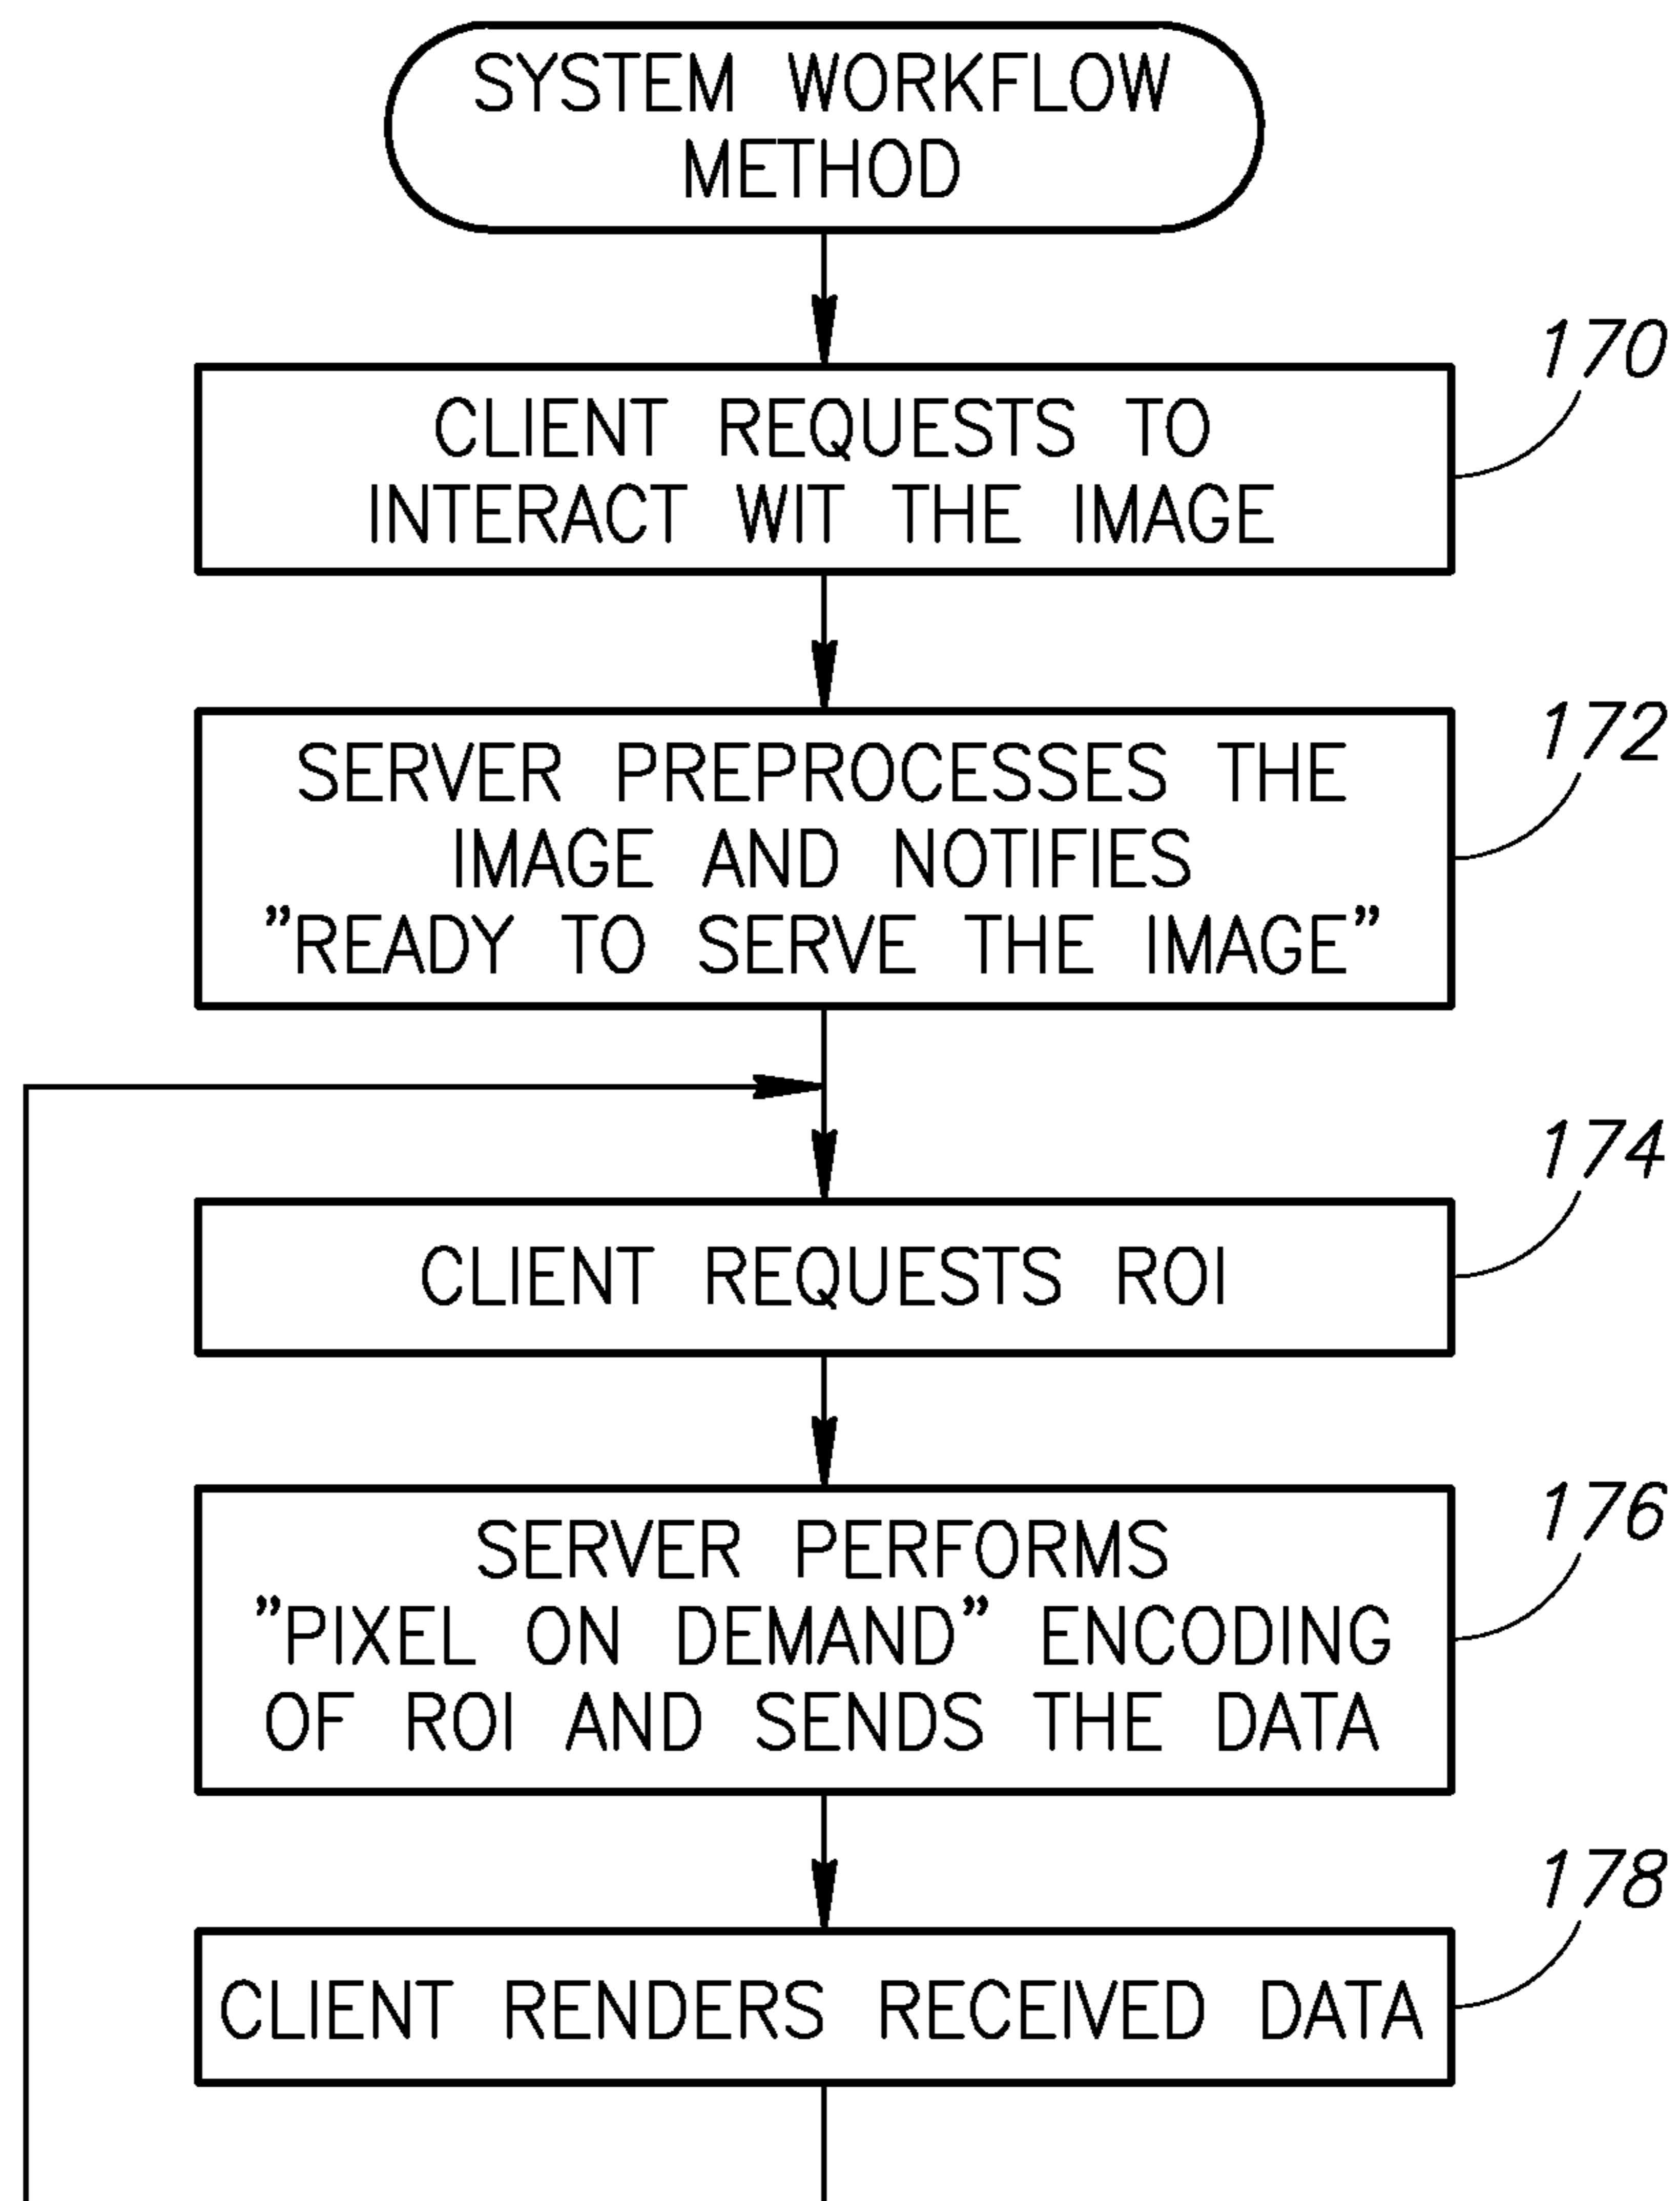 SYSTEM WORKFLOW
METHOD
170
CLIENT REQUESTS TO
INTERACT WIT THE IMAGE
172
SERVER PREPROCESSES THE
IMAGE AND NOTIFIES
”READY TO SERVE THE IMAGE”
174
CLIENT REQUESTS ROI
176
SERVER PERFORMS
”PIXEL ON DEMAND” ENCODING
OF ROI AND SENDS THE DATA
178
CLIENT RENDERS RECEIVED DATA